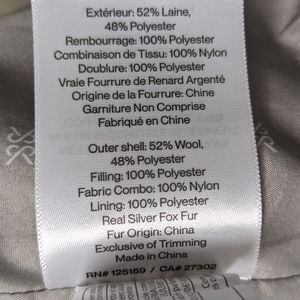 Extérieur: 52% Laine,
48% Polyester
Rembourrage: 100% Polyester
Combinaison de Tissu: 100% Nylon
Doublure: 100% Polyester
Vraie Fourrure de Renard Argenté
Origine de la Fourrure: Chine
Garniture Non Comprise
Fabriqué en Chine
Outer shell: 52% Wool,
48% Polyester
Filling: 100% Polyester
Fabric Combo: 100% Nylon
Lining: 100% Polyester
Real Silver Fox Fur
Fur Origin: China
Exclusive of Trimming
Made in China
RN# 125169 / CA# 27302